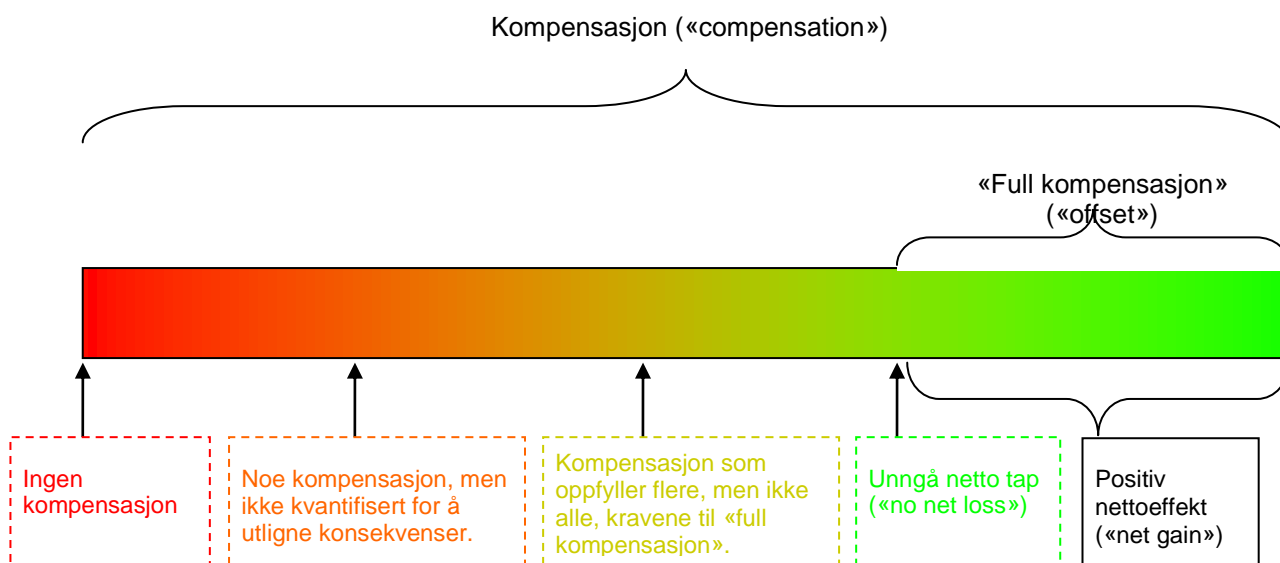 Kompensasjon («compensation»)
«Full kompensasjon»
(«offset»)
Ingen
kompensasjon
Noe kompensasjon, men
ikke kvantifisert for å
utligne konsekvenser.
Kompensasjon som
oppfyller flere, men ikke
alle, kravene til «full
kompensasjon».
Unngå netto tap
(«no net loss»)
Positiv
nettoeffekt
(«net gain»)